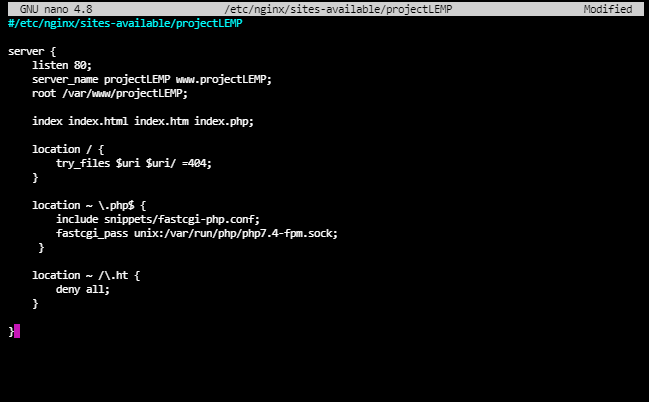 GNU nano 4.8 /etc/nginx/sites-available/projectLEMP Modified
#/etc/nginx/sites-available/projectLEMP
server {
listen 80;
server_name projectLEMP www.projectLEMP;
root /var/www/projectLEMP;
index index.html index.htm index.php;
location / {
try_files $uri $uri/ =404;
}
location ~ \.php$ {
include snippets/fastcgi-php.conf;
fastcgi_pass unix:/var/run/php/php7.4-fpm.sock;
}
location ~ /\.ht {
deny all;
}
}